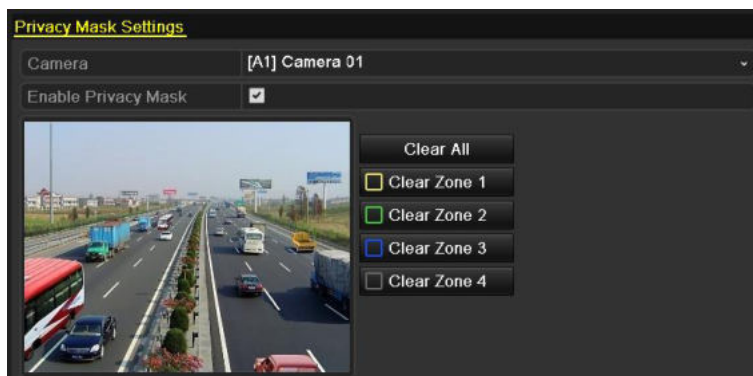 Privacy Mask Settings
Camera [A1] Camera 01
Enable Privacy Mask
Clear All
Clear Zone 1
Clear Zone 2
Clear Zone 3
Clear Zone 4